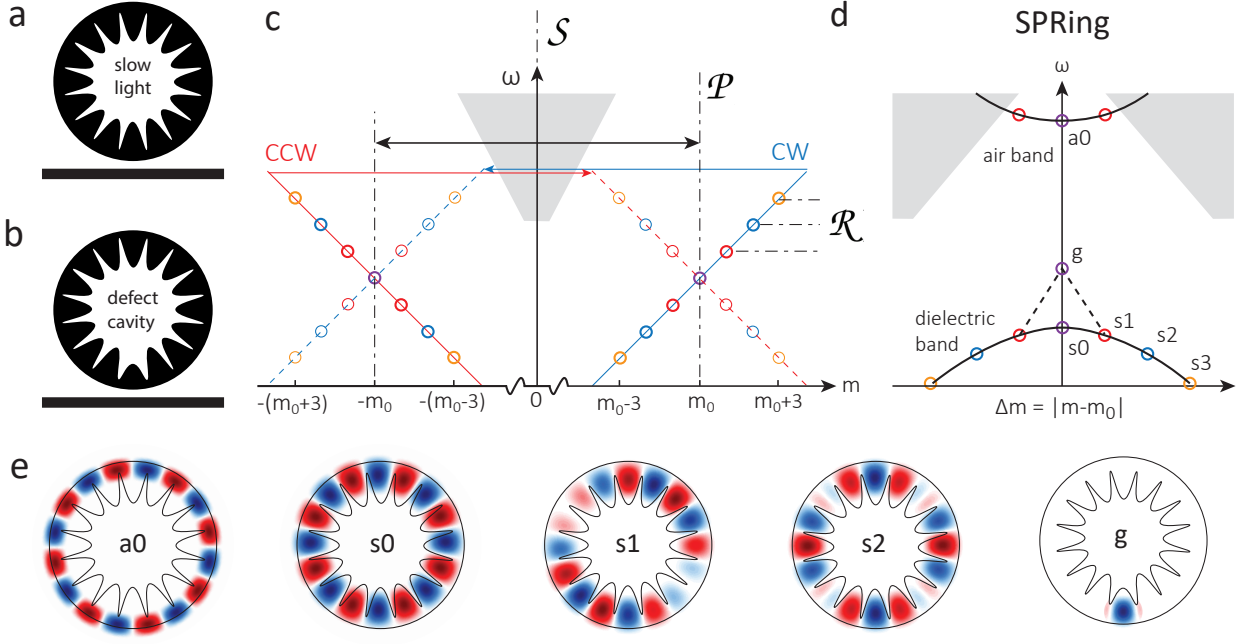 a
slow
light
b
defect
cavity
c
𝒮
ω
𝒫
CCW
CW
ℛ
-(m₀+3)
-m₀
-(m₀-3)
0
m₀-3
m₀
m₀+3
m
d
SPRing
ω
a0
air band
g
dielectric
band
s0
s1
s2
s3
Δm = |m-m₀|
e
a0
s0
s1
s2
g